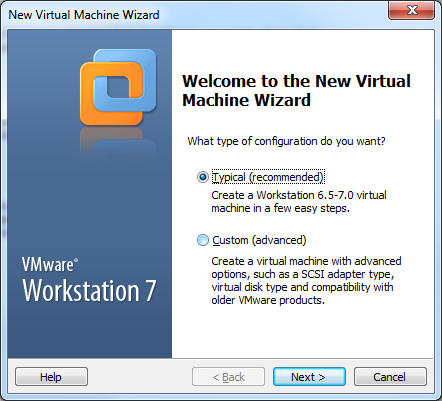 New Virtual Machine Wizard
Welcome to the New Virtual
Machine Wizard
What type of configuration do you want?
Typical (recommended)
Create a Workstation 6.5-7.0 virtual
machine in a few easy steps.
Custom (advanced)
Create a virtual machine with advanced
options, such as a SCSI adapter type,
virtual disk type and compatibility with
older VMware products.
VMware®
Workstation 7
Help
< Back
Next >
Cancel